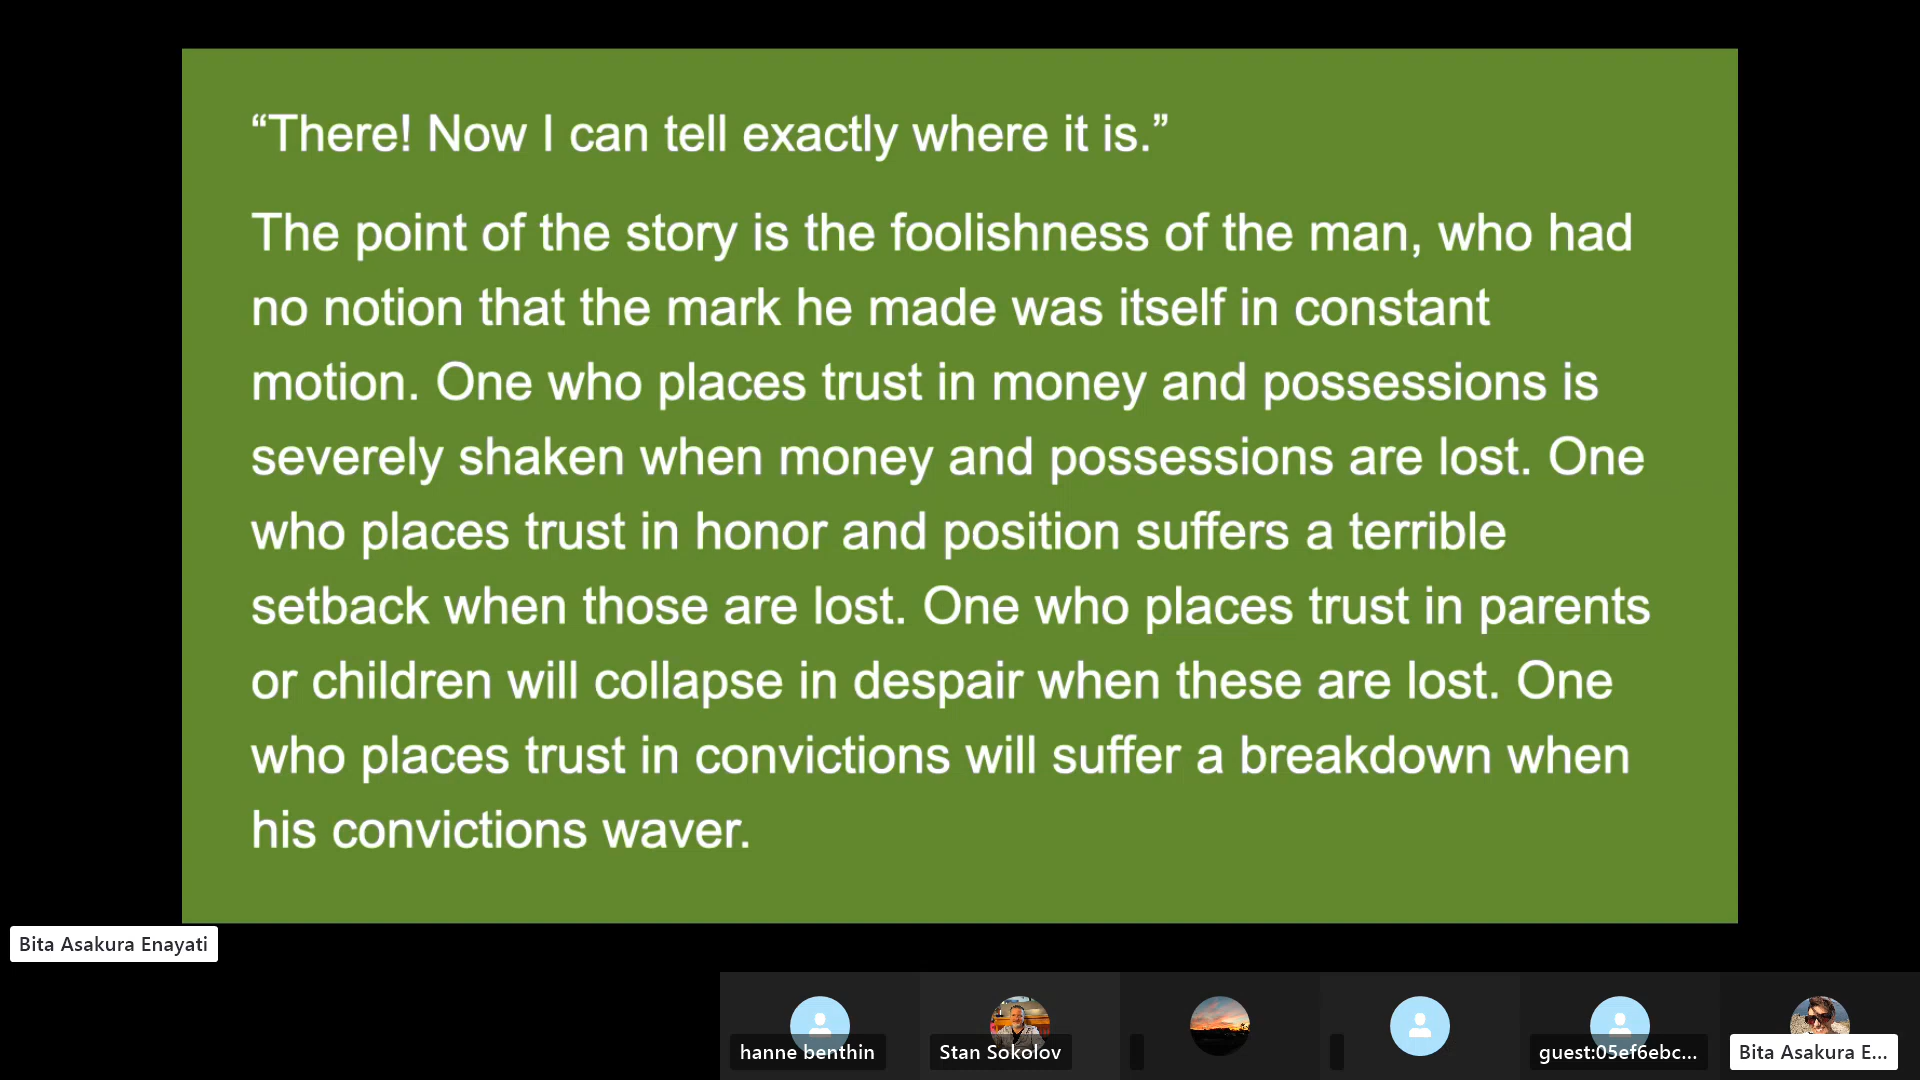 “There! Now I can tell exactly where it is.”
The point of the story is the foolishness of the man, who had
no notion that the mark he made was itself in constant
motion. One who places trust in money and possessions is
severely shaken when money and possessions are lost. One
who places trust in honor and position suffers a terrible
setback when those are lost. One who places trust in parents
or children will collapse in despair when these are lost. One
who places trust in convictions will suffer a breakdown when
his convictions waver.
Bita Asakura Enayati
hanne benthin
Stan Sokolov
guest:05ef6ebc...
Bita Asakura E...